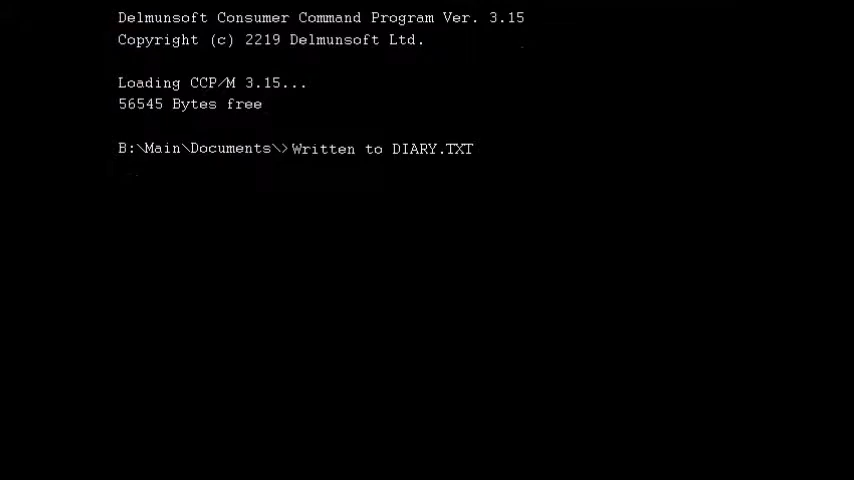 Delmunsoft Consumer Command Program Ver. 3.15
Copyright (c) 2219 Delmunsoft Ltd.
Loading CCP/M 3.15...
56545 Bytes free
B:\Main\Documents\>Written to DIARY.TXT